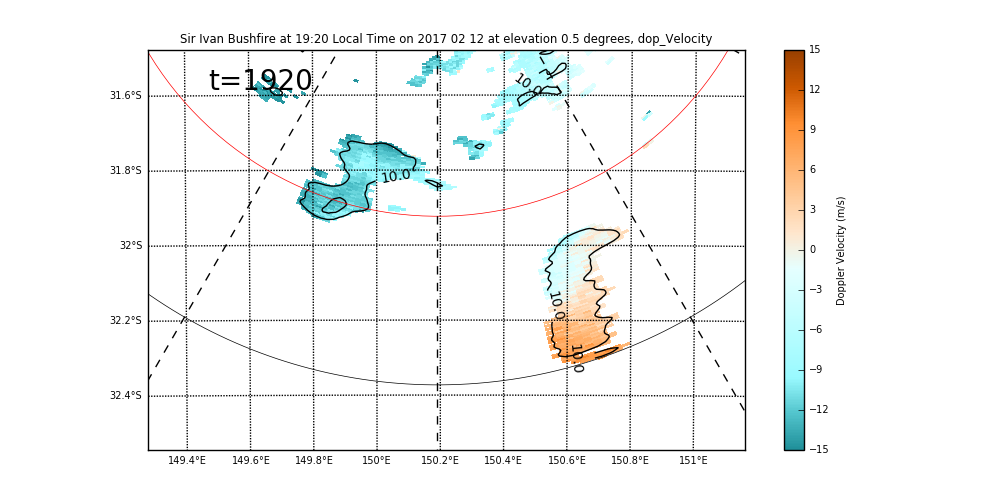 Sir Ivan Bushfire at 19:20 Local Time on 2017 02 12 at elevation 0.5 degrees, dop_Velocity
t=1920
31.6°S
31.8°S
32°S
32.2°S
32.4°S
149.4°E 149.6°E 149.8°E 150°E 150.2°E 150.4°E 150.6°E 150.8°E 151°E
10.0
10.0
10.0
10.0
15
12
9
6
3
0
−3
−6
−9
−12
−15
Doppler Velocity (m/s)